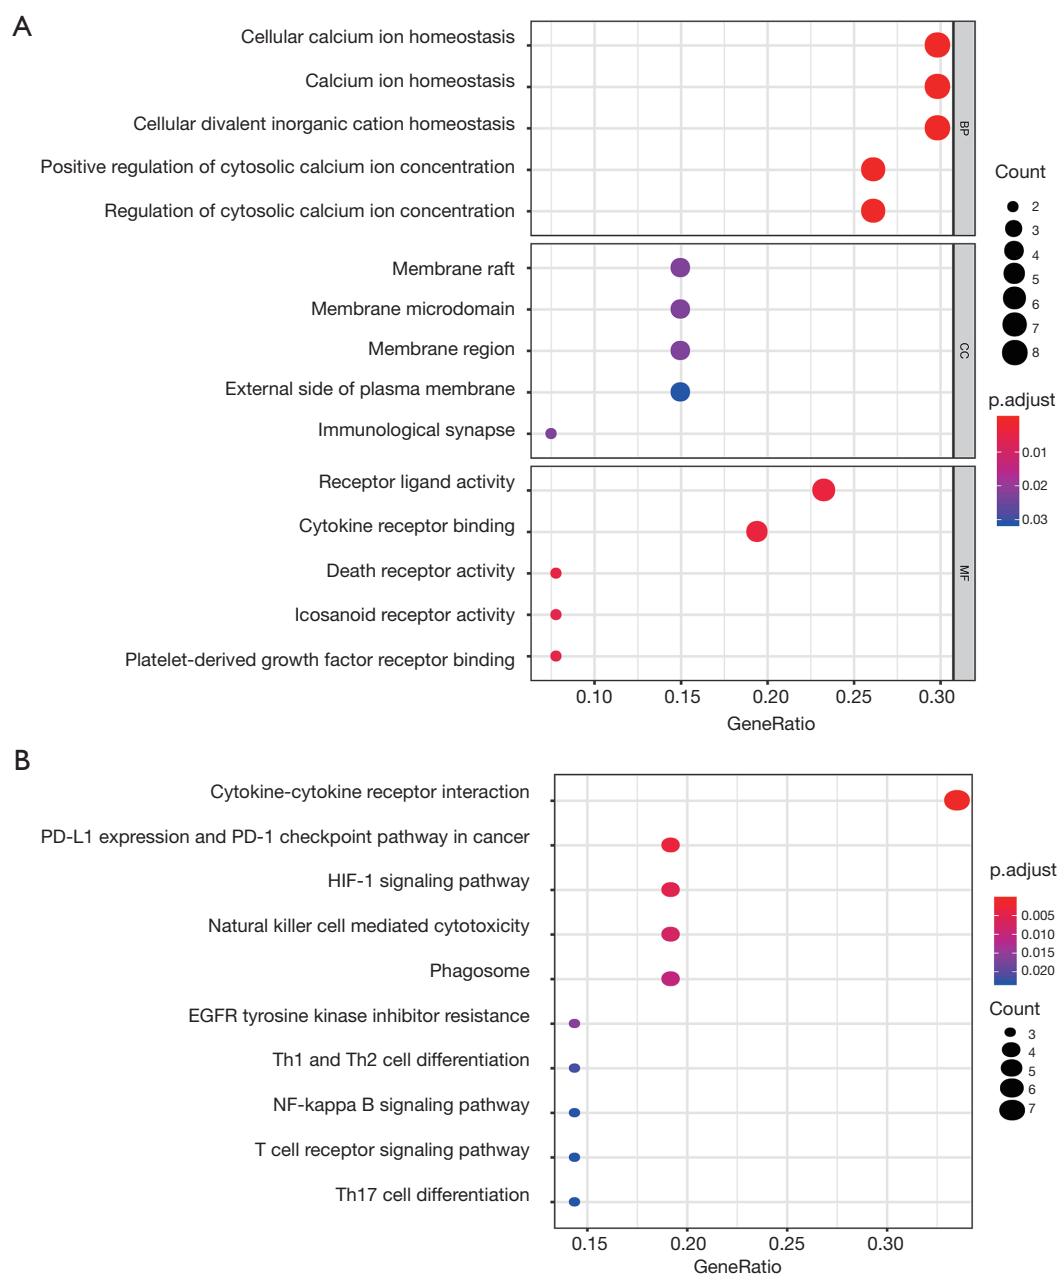 A
Cellular calcium ion homeostasis
Calcium ion homeostasis
Cellular divalent inorganic cation homeostasis
Positive regulation of cytosolic calcium ion concentration
Regulation of cytosolic calcium ion concentration
BP
Membrane raft
Membrane microdomain
Membrane region
External side of plasma membrane
Immunological synapse
CC
Receptor ligand activity
Cytokine receptor binding
Death receptor activity
Icosanoid receptor activity
Platelet-derived growth factor receptor binding
MF
0.10 0.15 0.20 0.25 0.30
GeneRatio
Count
2
3
4
5
6
7
8
p.adjust
0.01
0.02
0.03
B
Cytokine-cytokine receptor interaction
PD-L1 expression and PD-1 checkpoint pathway in cancer
HIF-1 signaling pathway
Natural killer cell mediated cytotoxicity
Phagosome
EGFR tyrosine kinase inhibitor resistance
Th1 and Th2 cell differentiation
NF-kappa B signaling pathway
T cell receptor signaling pathway
Th17 cell differentiation
0.15 0.20 0.25 0.30
GeneRatio
p.adjust
0.005
0.010
0.015
0.020
Count
3
4
5
6
7